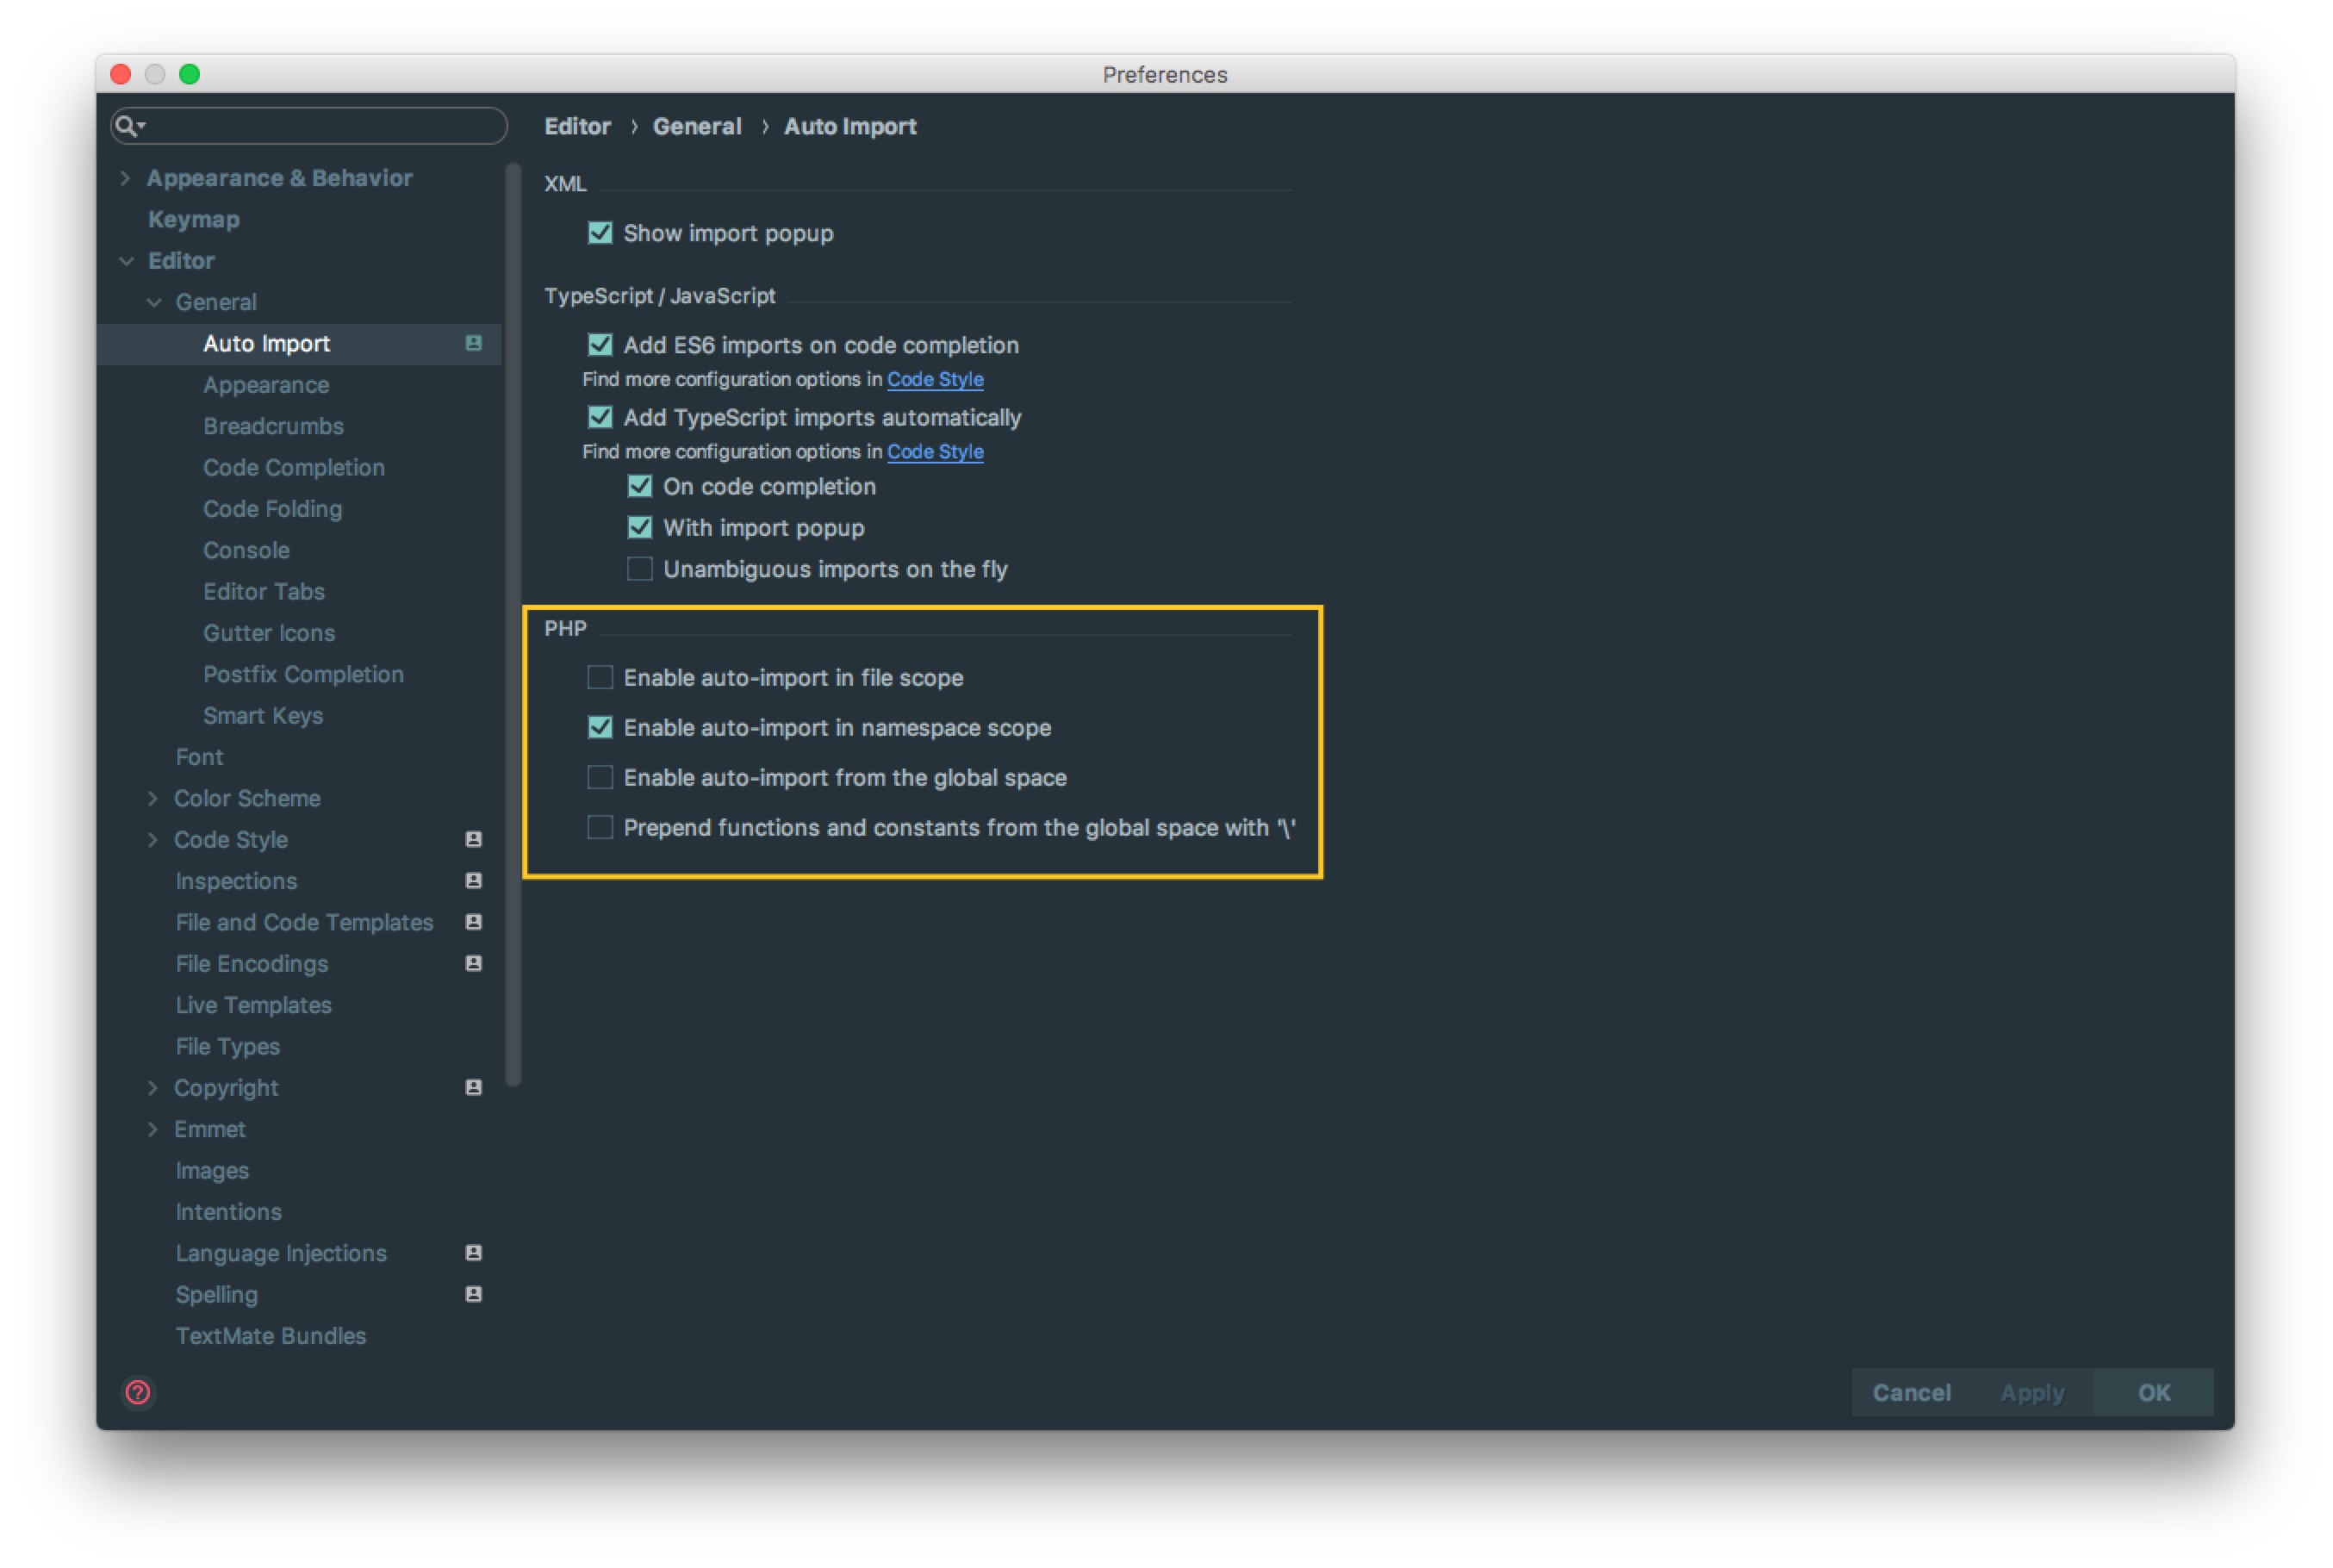 Preferences
Editor › General › Auto Import
Appearance & Behavior
Keymap
Editor
General
Auto Import
Appearance
Breadcrumbs
Code Completion
Code Folding
Console
Editor Tabs
Gutter Icons
Postfix Completion
Smart Keys
Font
Color Scheme
Code Style
Inspections
File and Code Templates
File Encodings
Live Templates
File Types
Copyright
Emmet
Images
Intentions
Language Injections
Spelling
TextMate Bundles
XML
Show import popup
TypeScript / JavaScript
Add ES6 imports on code completion
Find more configuration options in Code Style
Add TypeScript imports automatically
Find more configuration options in Code Style
On code completion
With import popup
Unambiguous imports on the fly
PHP
Enable auto-import in file scope
Enable auto-import in namespace scope
Enable auto-import from the global space
Prepend functions and constants from the global space with '\'
?
Cancel Apply OK